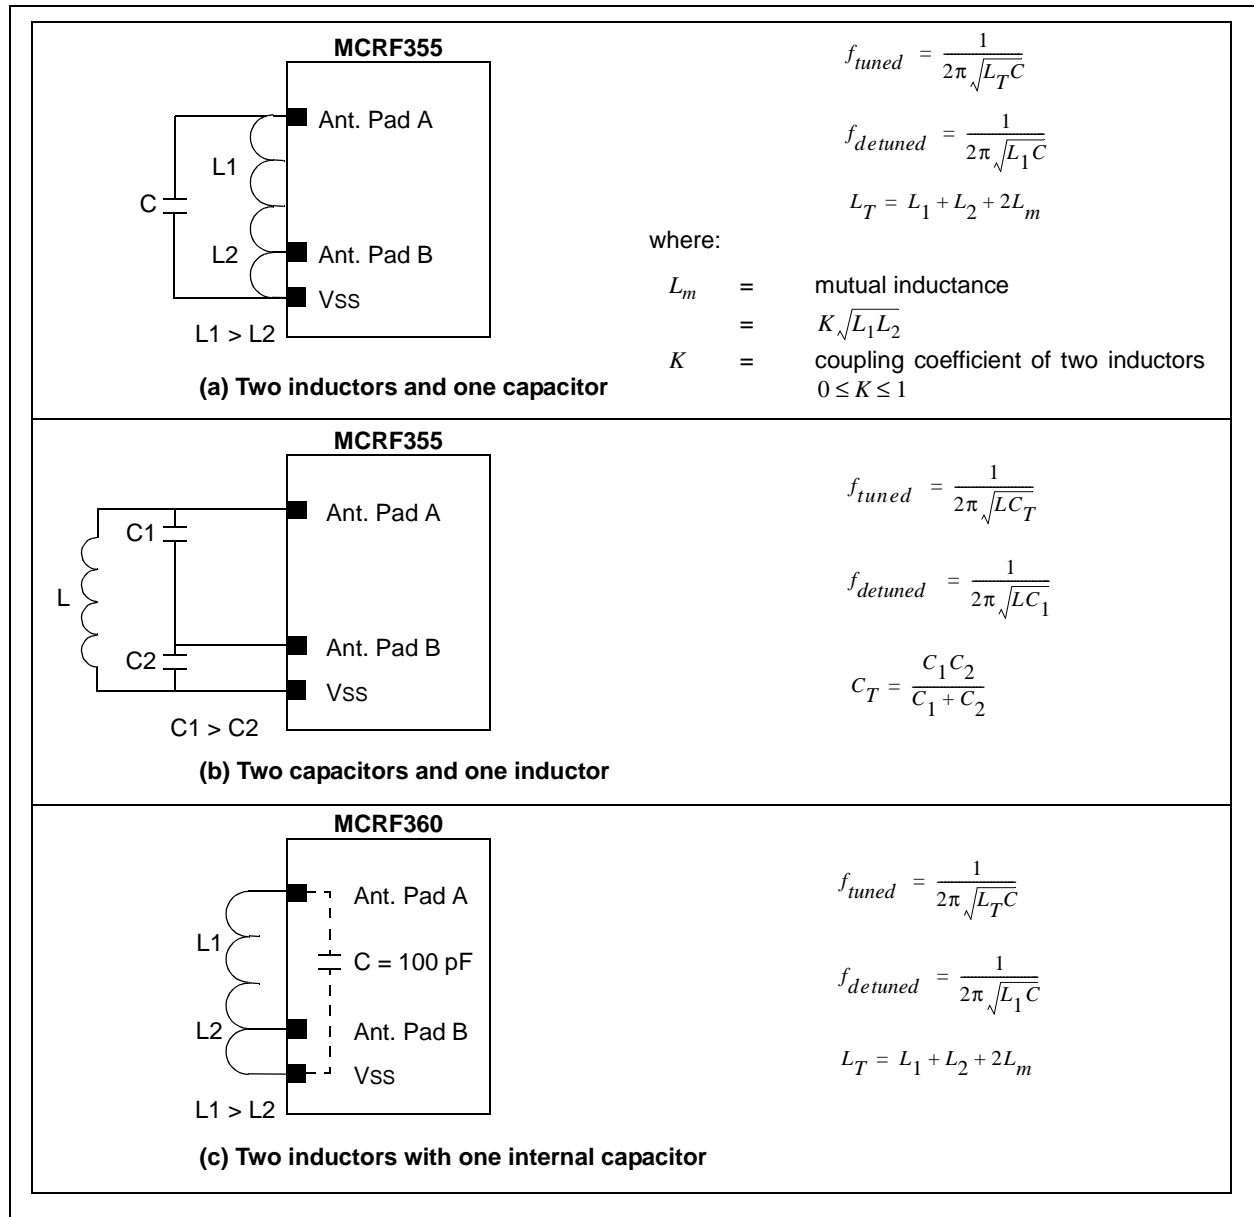 MCRF355
Ant. Pad A
L1
C
L2
Ant. Pad B
VSS
L1 > L2
(a) Two inductors and one capacitor
f_tuned = 1 / (2π√(L_T C))
f_detuned = 1 / (2π√(L_1 C))
L_T = L_1 + L_2 + 2L_m
where:
L_m = mutual inductance
= K√(L_1 L_2)
K = coupling coefficient of two inductors
0 ≤ K ≤ 1
MCRF355
Ant. Pad A
C1
L
C2
Ant. Pad B
VSS
C1 > C2
(b) Two capacitors and one inductor
f_tuned = 1 / (2π√(LC_T))
f_detuned = 1 / (2π√(LC_1))
C_T = C_1 C_2 / (C_1 + C_2)
MCRF360
Ant. Pad A
L1
C = 100 pF
L2
Ant. Pad B
VSS
L1 > L2
(c) Two inductors with one internal capacitor
f_tuned = 1 / (2π√(L_T C))
f_detuned = 1 / (2π√(L_1 C))
L_T = L_1 + L_2 + 2L_m